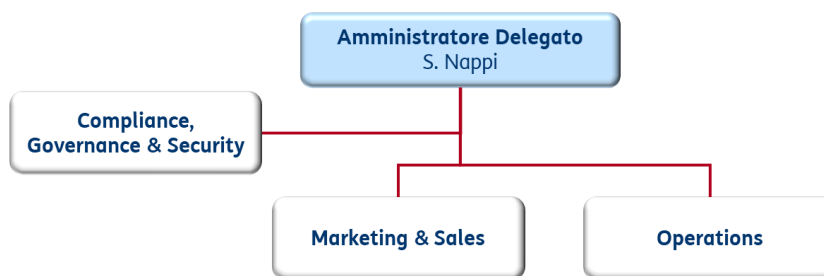 Amministratore Delegato
S. Nappi
Compliance,
Governance & Security
Marketing & Sales
Operations